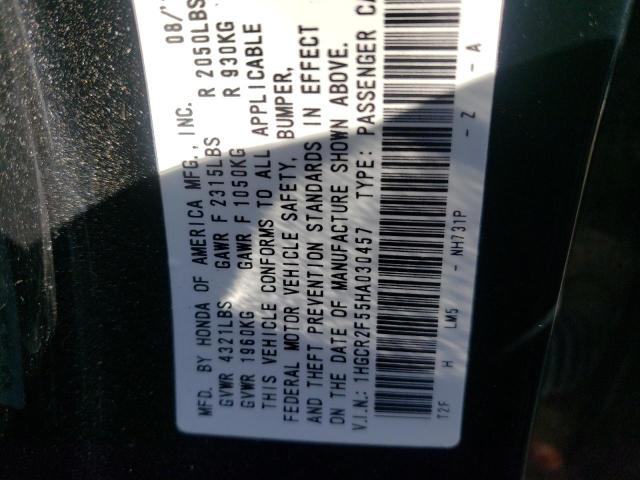 MFD. BY HONDA OF AMERICA MFG., INC. 08/
GVWR 4321LBS GAWR F 2315LBS R 2050LBS
GVWR 1960KG GAWR F 1050KG R 930KG
THIS VEHICLE CONFORMS TO ALL APPLICABLE
FEDERAL MOTOR VEHICLE SAFETY, BUMPER,
AND THEFT PREVENTION STANDARDS IN EFFECT
ON THE DATE OF MANUFACTURE SHOWN ABOVE.
V.I.N.: 1HGCR2F55HA030457 TYPE: PASSENGER CA
T2F H LM5 - NH731P - Z - A